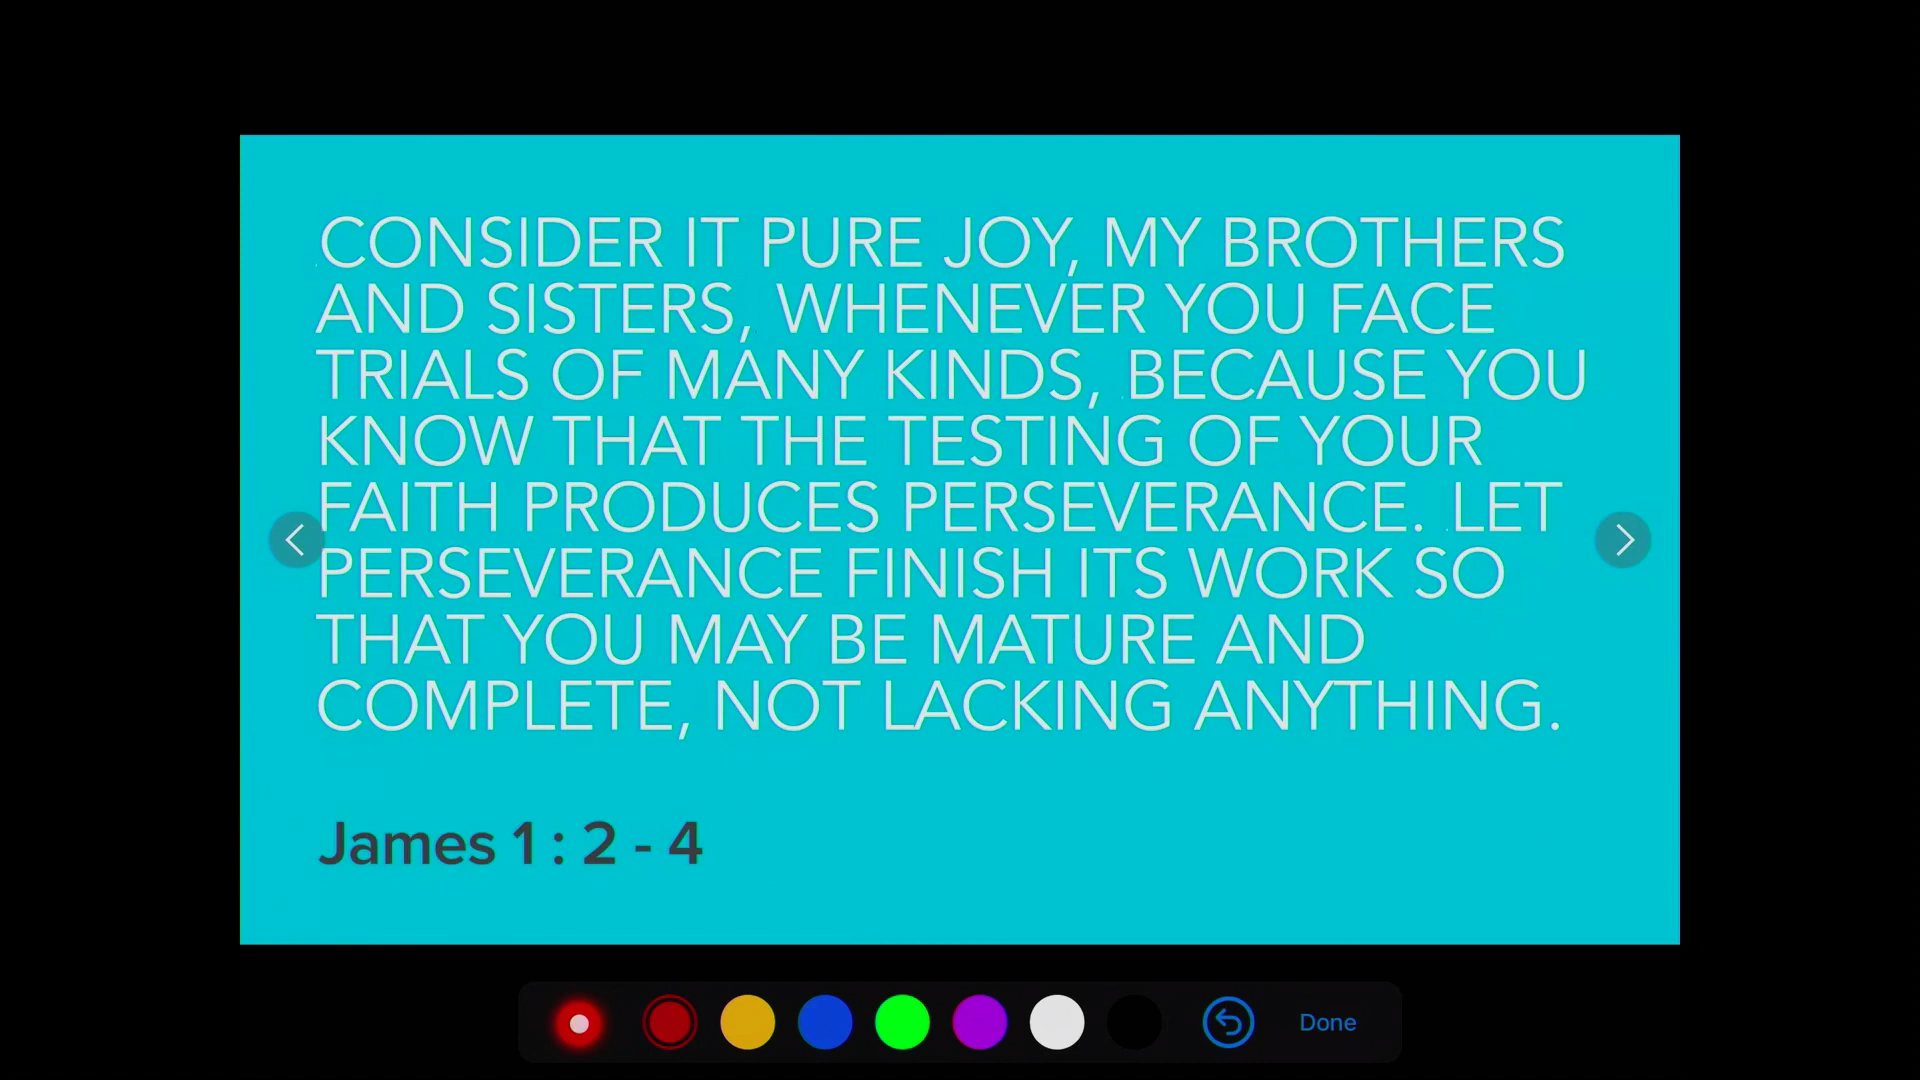 CONSIDER IT PURE JOY, MY BROTHERS
AND SISTERS, WHENEVER YOU FACE
TRIALS OF MANY KINDS, BECAUSE YOU
KNOW THAT THE TESTING OF YOUR
FAITH PRODUCES PERSEVERANCE. LET
PERSEVERANCE FINISH ITS WORK SO
THAT YOU MAY BE MATURE AND
COMPLETE, NOT LACKING ANYTHING.
James 1 : 2 - 4
Done